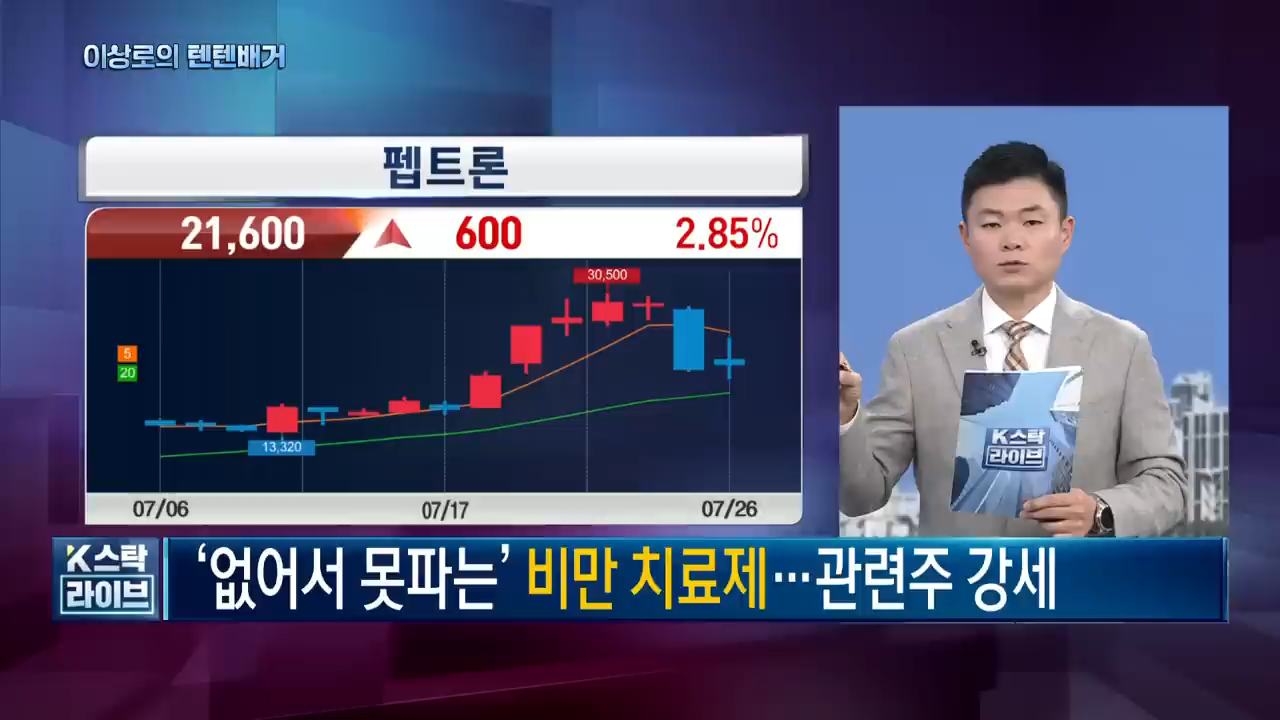 이상로의 텐텐배거
펩트론
21,600 ▲ 600 2.85%
30,500
5
20
13,320
07/06 07/17 07/26
K스탁
라이브
K스탁
라이브
‘없어서 못파는’ 비만 치료제…관련주 강세